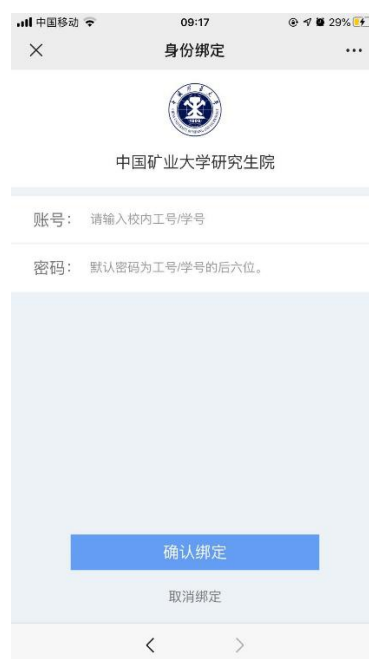 中国移动 09:17 29%
身份绑定
中国矿业大学研究生院
账号： 请输入校内工号/学号
密码： 默认密码为工号/学号的后六位。
确认绑定
取消绑定